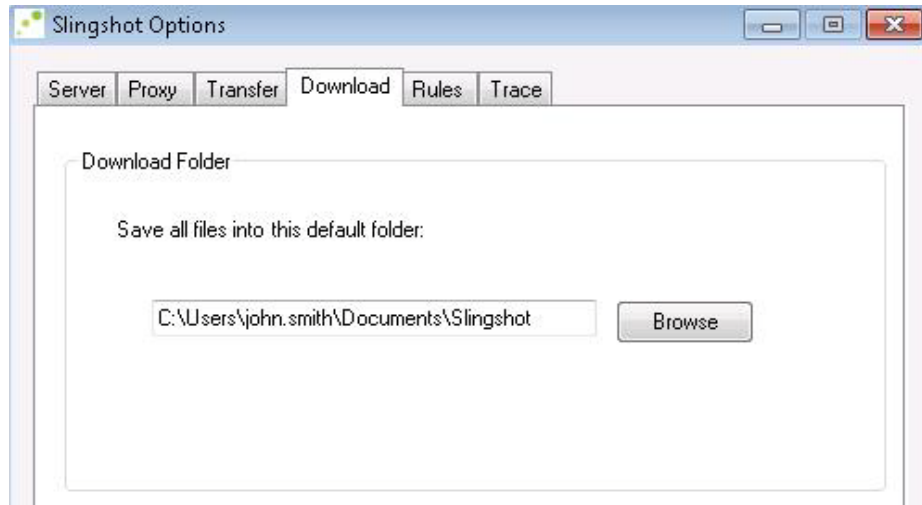 Slingshot Options
Server Proxy Transfer Download Rules Trace
Download Folder
Save all files into this default folder:
C:\Users\john.smith\Documents\Slingshot Browse